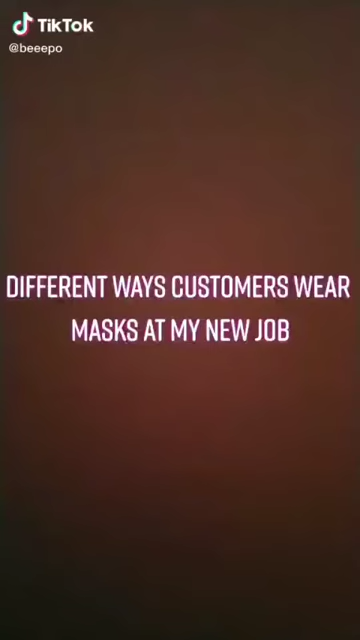 TikTok
@beeepo
DIFFERENT WAYS CUSTOMERS WEAR
MASKS AT MY NEW JOB